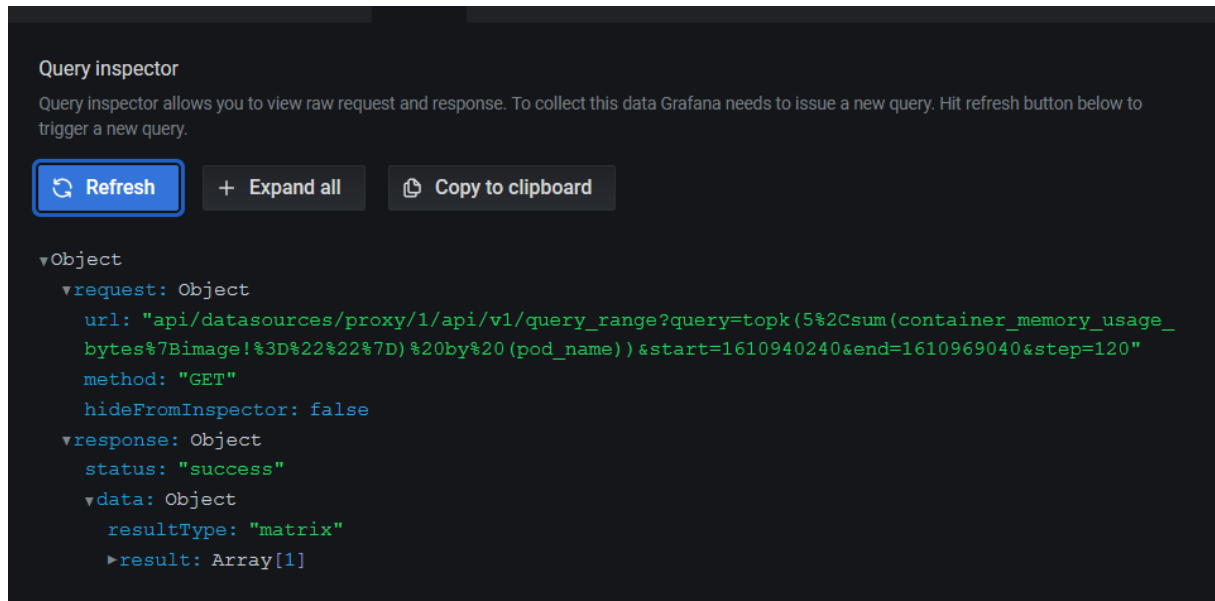 Query inspector
Query inspector allows you to view raw request and response. To collect this data Grafana needs to issue a new query. Hit refresh button below to
trigger a new query.
Refresh
Expand all
Copy to clipboard
▾Object
▾request: Object
url: "api/datasources/proxy/1/api/v1/query_range?query=topk(5%2Csum(container_memory_usage_
bytes%7Bimage!%3D%22%22%7D)%20by%20(pod_name))&start=1610940240&end=1610969040&step=120"
method: "GET"
hideFromInspector: false
▾response: Object
status: "success"
▾data: Object
resultType: "matrix"
▸result: Array[1]